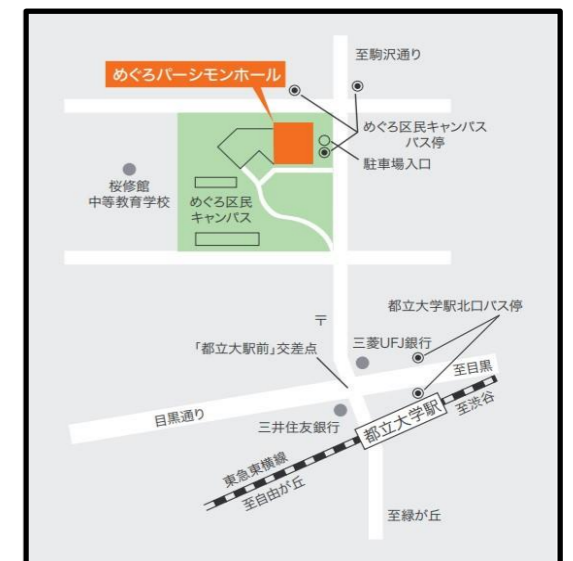 至駒沢通り
めぐろパーシモンホール
めぐろ区民キャンパス
バス停
駐車場入口
桜修館
中等教育学校
めぐろ区民
キャンパス
都立大学駅北口バス停
〒
三菱UFJ銀行
「都立大駅前」交差点
至目黒
目黒通り
三井住友銀行
都立大学駅
至渋谷
東急東横線
至自由が丘
至緑が丘